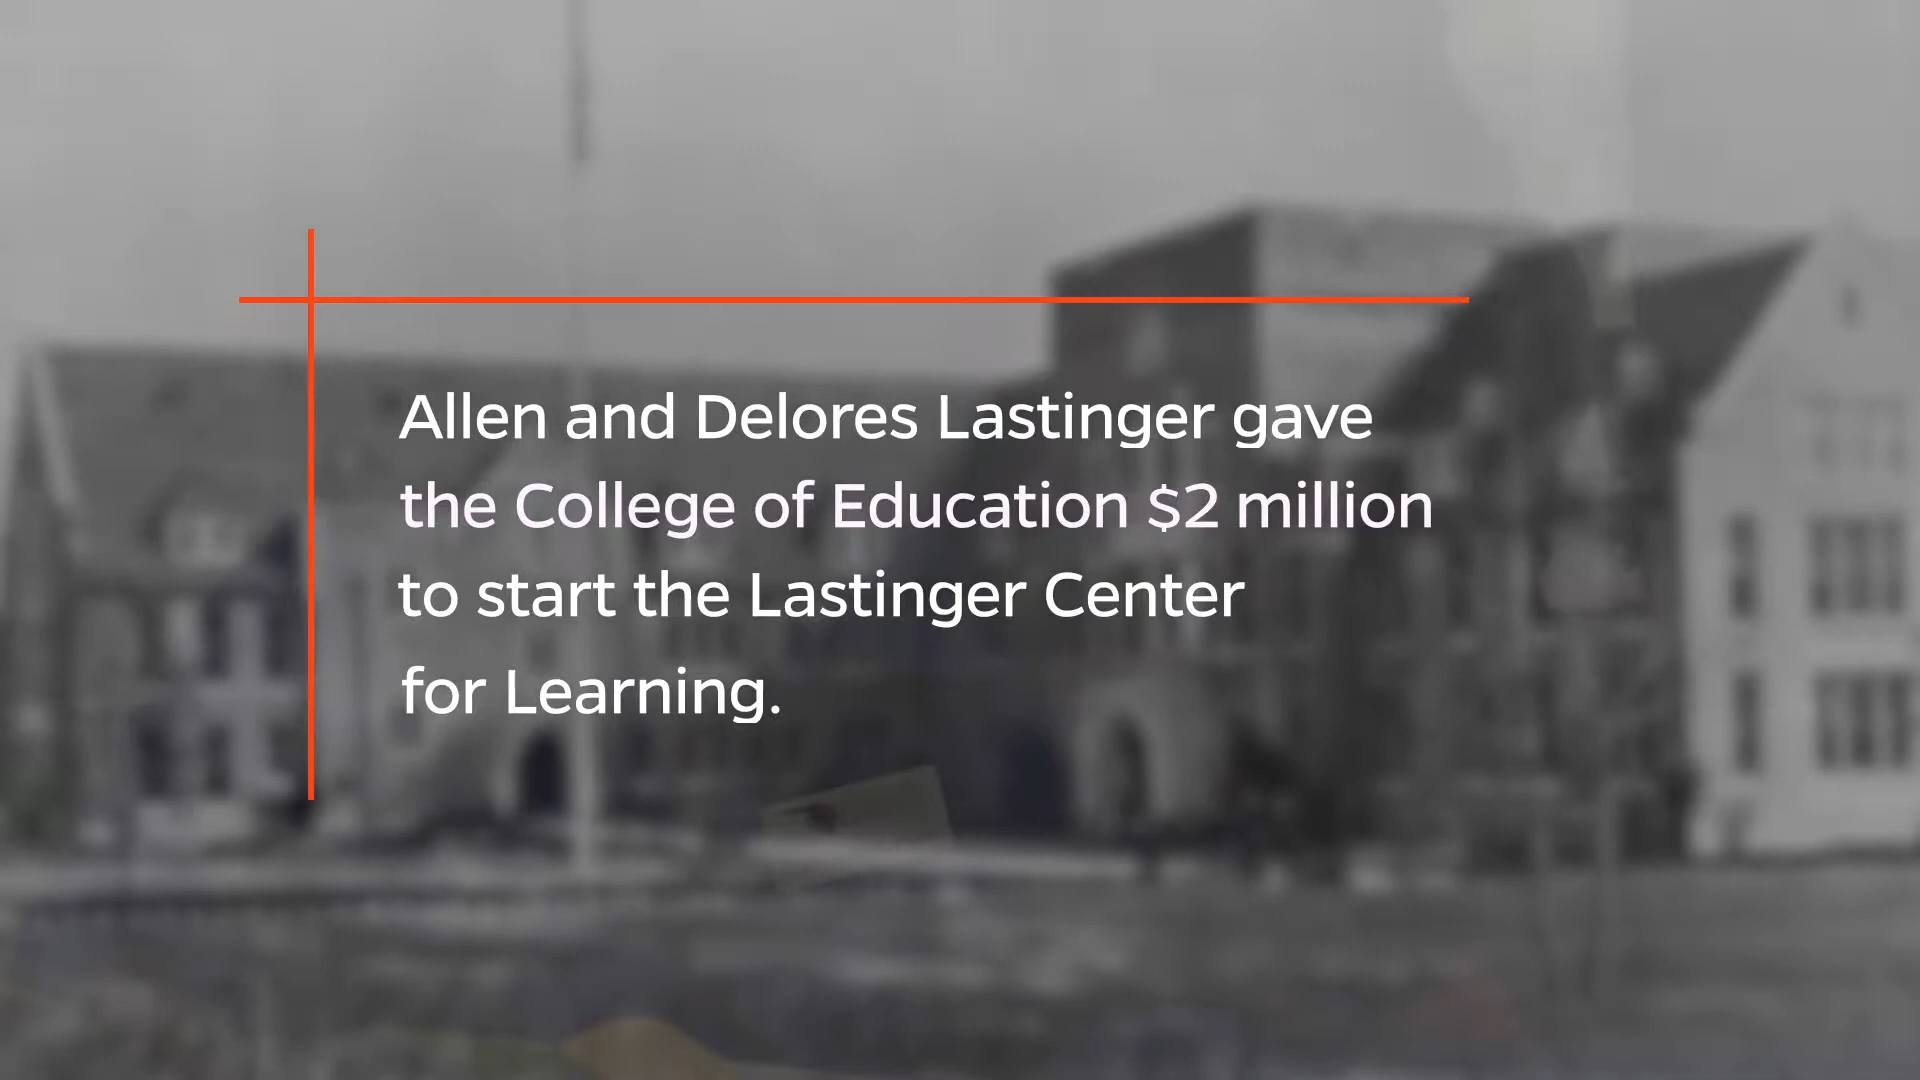 Allen and Delores Lastinger gave
the College of Education $2 million
to start the Lastinger Center
for Learning.